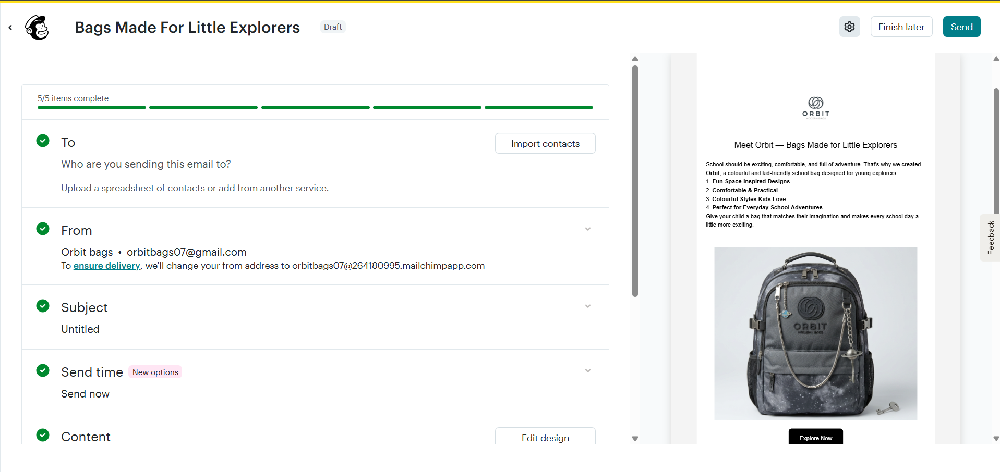 Bags Made For Little Explorers
Draft
Finish later
Send
5/5 items complete
To
Import contacts
Who are you sending this email to?
Upload a spreadsheet of contacts or add from another service.
From
Orbit bags • orbitbags07@gmail.com
To ensure delivery, we'll change your from address to orbitbags07@264180995.mailchimpapp.com
Subject
Untitled
Send time New options
Send now
Content
Edit design
ORBIT
MODERN BAGS
Meet Orbit — Bags Made for Little Explorers
School should be exciting, comfortable, and full of adventure. That's why we created
Orbit, a colourful and kid-friendly school bag designed for young explorers
1. Fun Space-Inspired Designs
2. Comfortable & Practical
3. Colourful Styles Kids Love
4. Perfect for Everyday School Adventures
Give your child a bag that matches their imagination and makes every school day a
little more exciting.
ORBIT
MODERN BAGS
Explore Now
Feedback